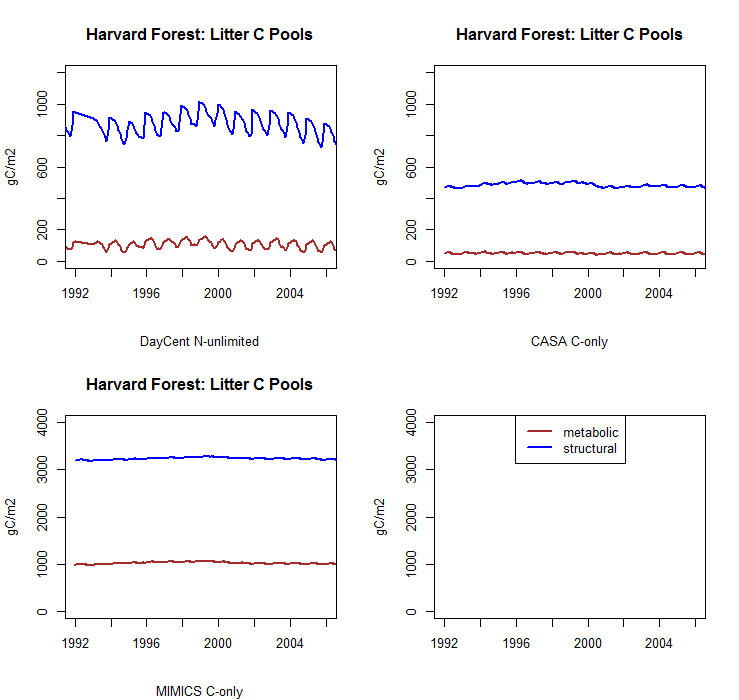 Harvard Forest: Litter C Pools
gC/m2
0
200
600
1000
1992
1996
2000
2004
DayCent N-unlimited
Harvard Forest: Litter C Pools
gC/m2
0
200
600
1000
1992
1996
2000
2004
CASA C-only
Harvard Forest: Litter C Pools
gC/m2
0
1000
2000
3000
4000
1992
1996
2000
2004
MIMICS C-only
gC/m2
0
1000
2000
3000
4000
metabolic
structural
1992
1996
2000
2004